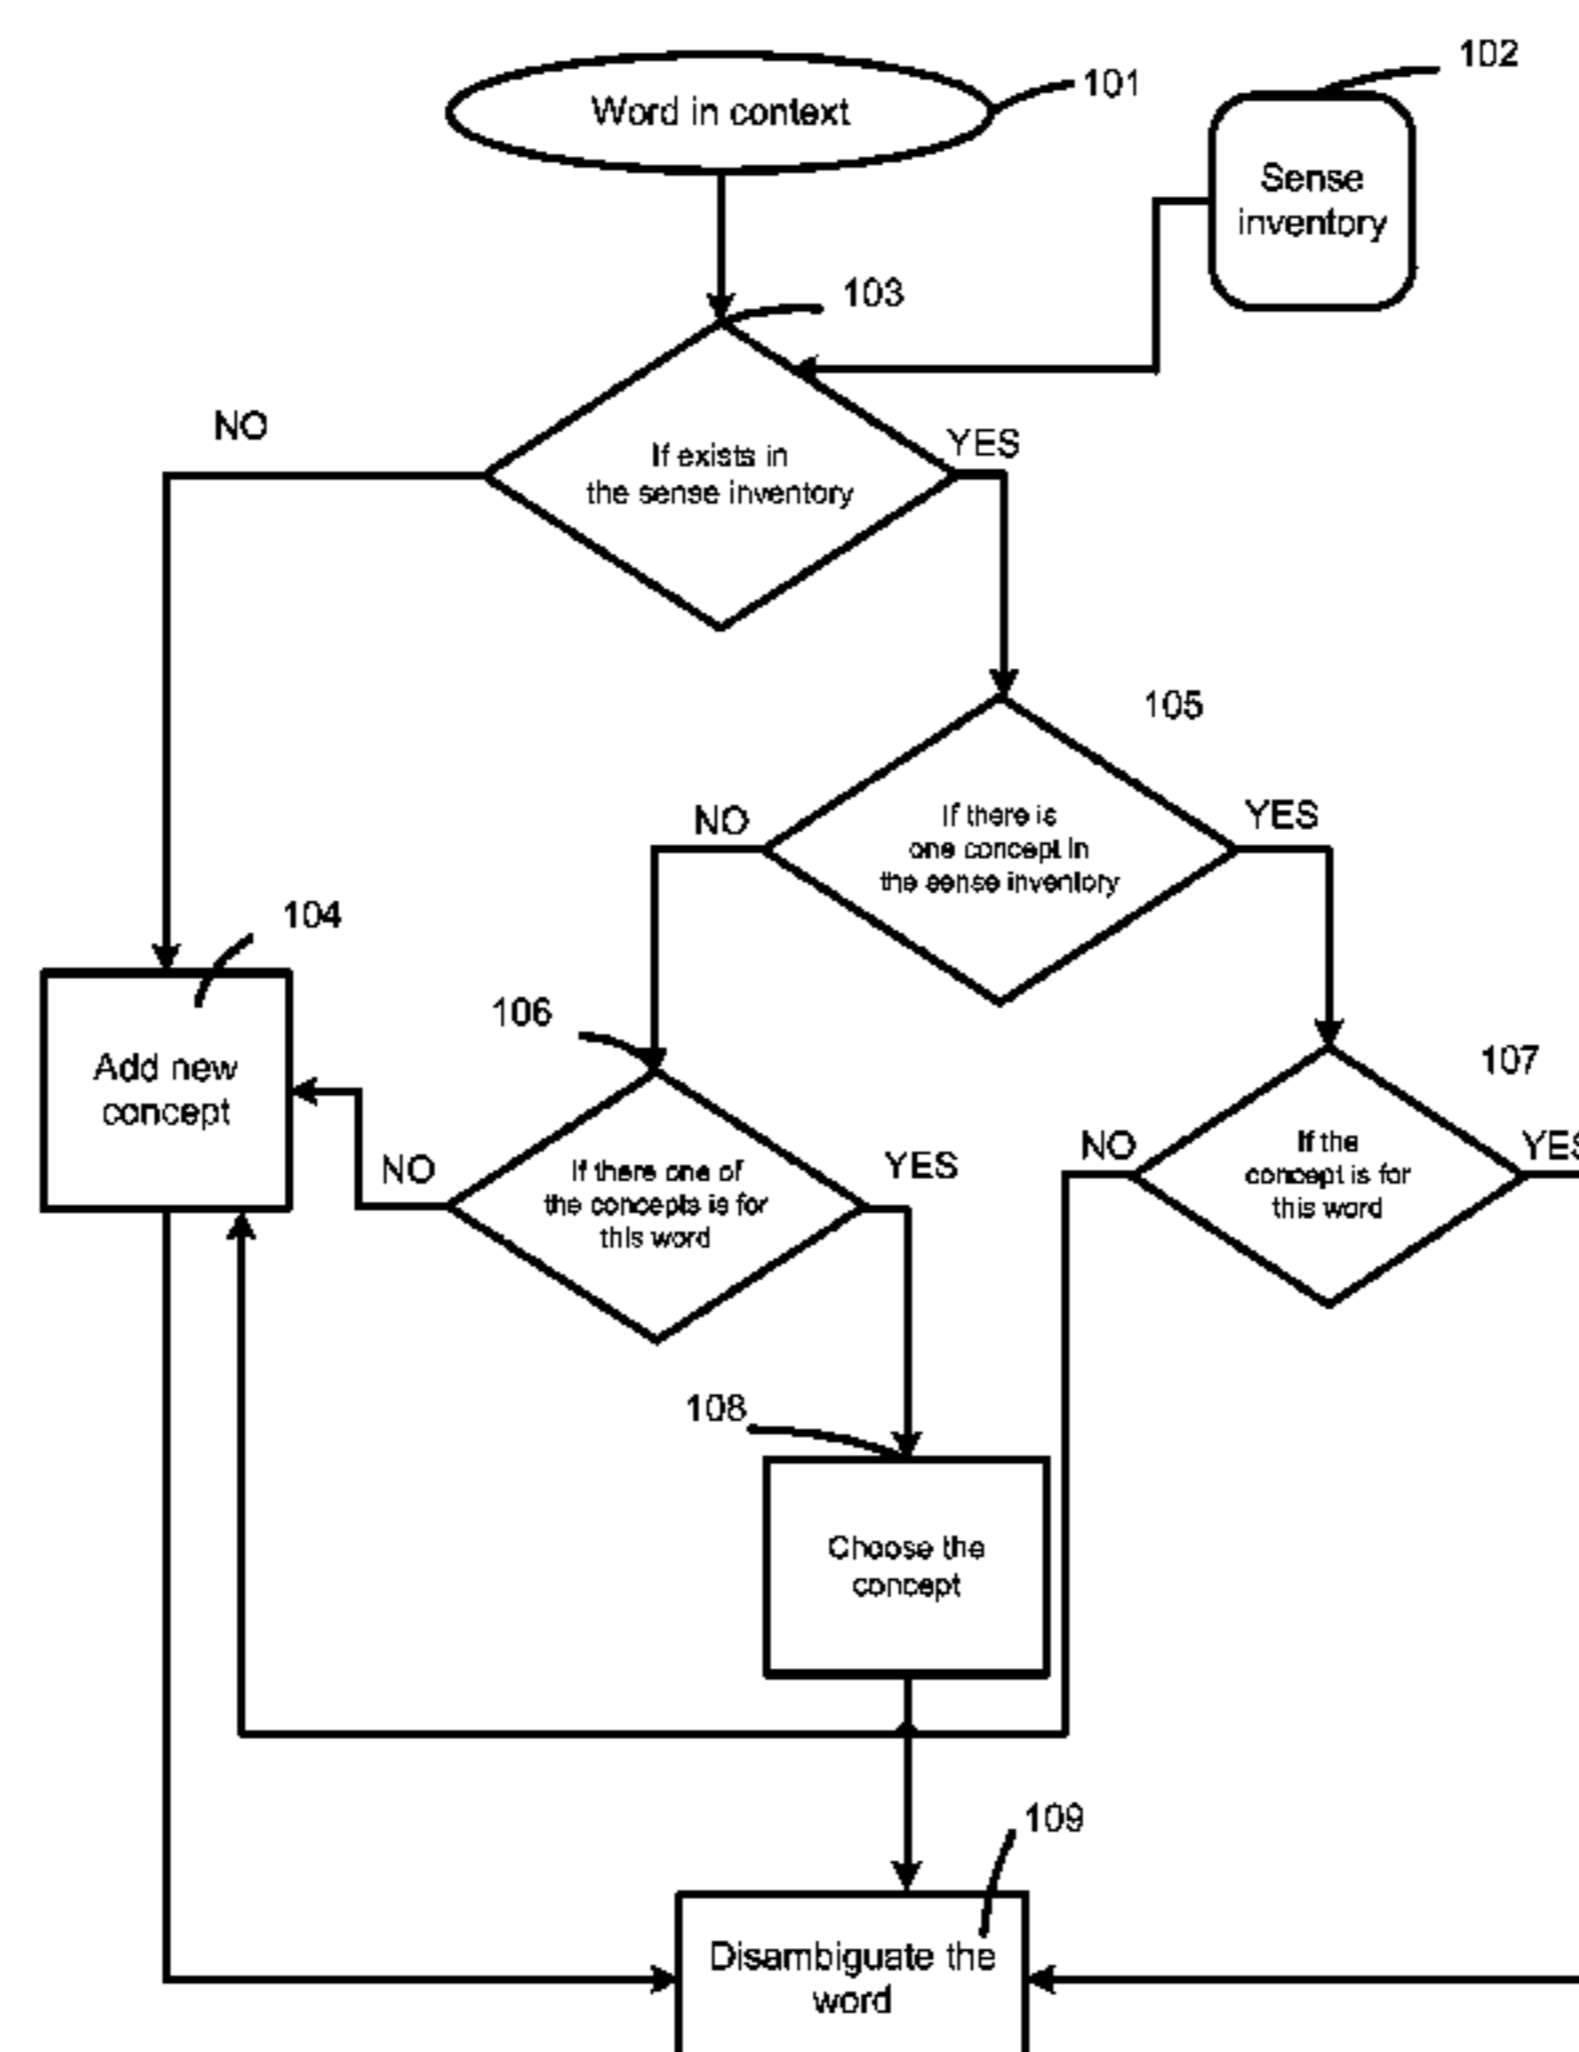 102
101
Word in context
Sense
inventory
103
NO
YES
If exists in
the sense inventory
105
NO
YES
If there is
one concept in
the sense inventory
104
106
107
Add new
concept
NO
YES
If there one of
the concepts is for
this word
NO
YES
If the
concept is for
this word
108
Choose the
concept
109
Disambiguate the
word